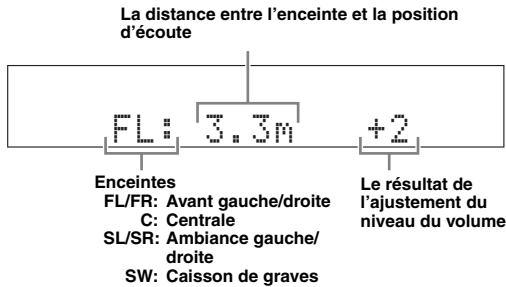 La distance entre l'enceinte et la position
d'écoute
FL: 3.3m +2
Enceintes
FL/FR: Avant gauche/droite
C: Centrale
SL/SR: Ambiance gauche/
droite
SW: Caisson de graves
Le résultat de
l'ajustement du
niveau du volume